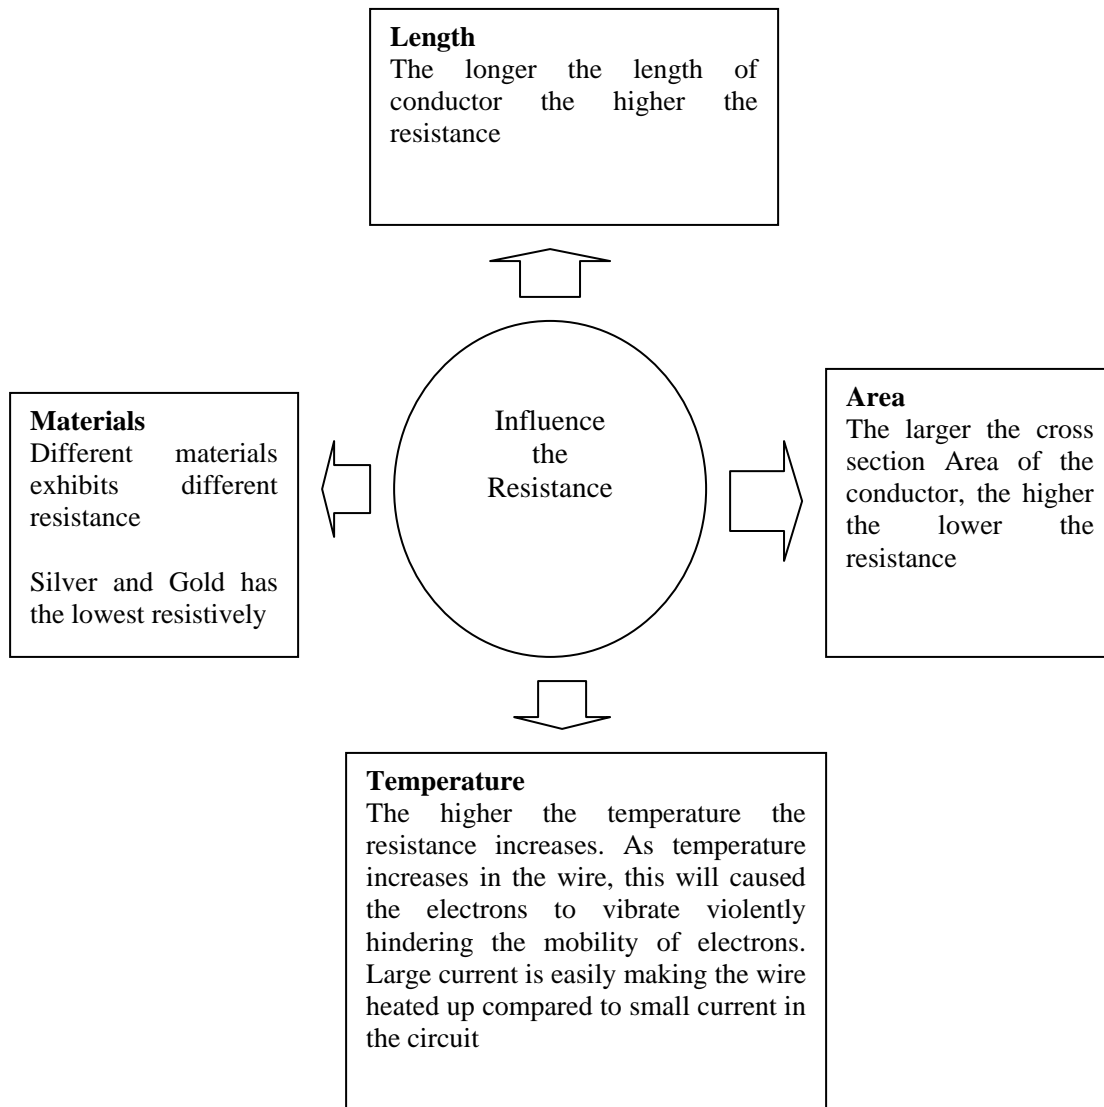 Length
The longer the length of
conductor the higher the
resistance
Influence
the
Resistance
Materials
Different materials
exhibits different
resistance
Silver and Gold has
the lowest resistively
Area
The larger the cross
section Area of the
conductor, the higher
the lower the
resistance
Temperature
The higher the temperature the
resistance increases. As temperature
increases in the wire, this will caused
the electrons to vibrate violently
hindering the mobility of electrons.
Large current is easily making the wire
heated up compared to small current in
the circuit